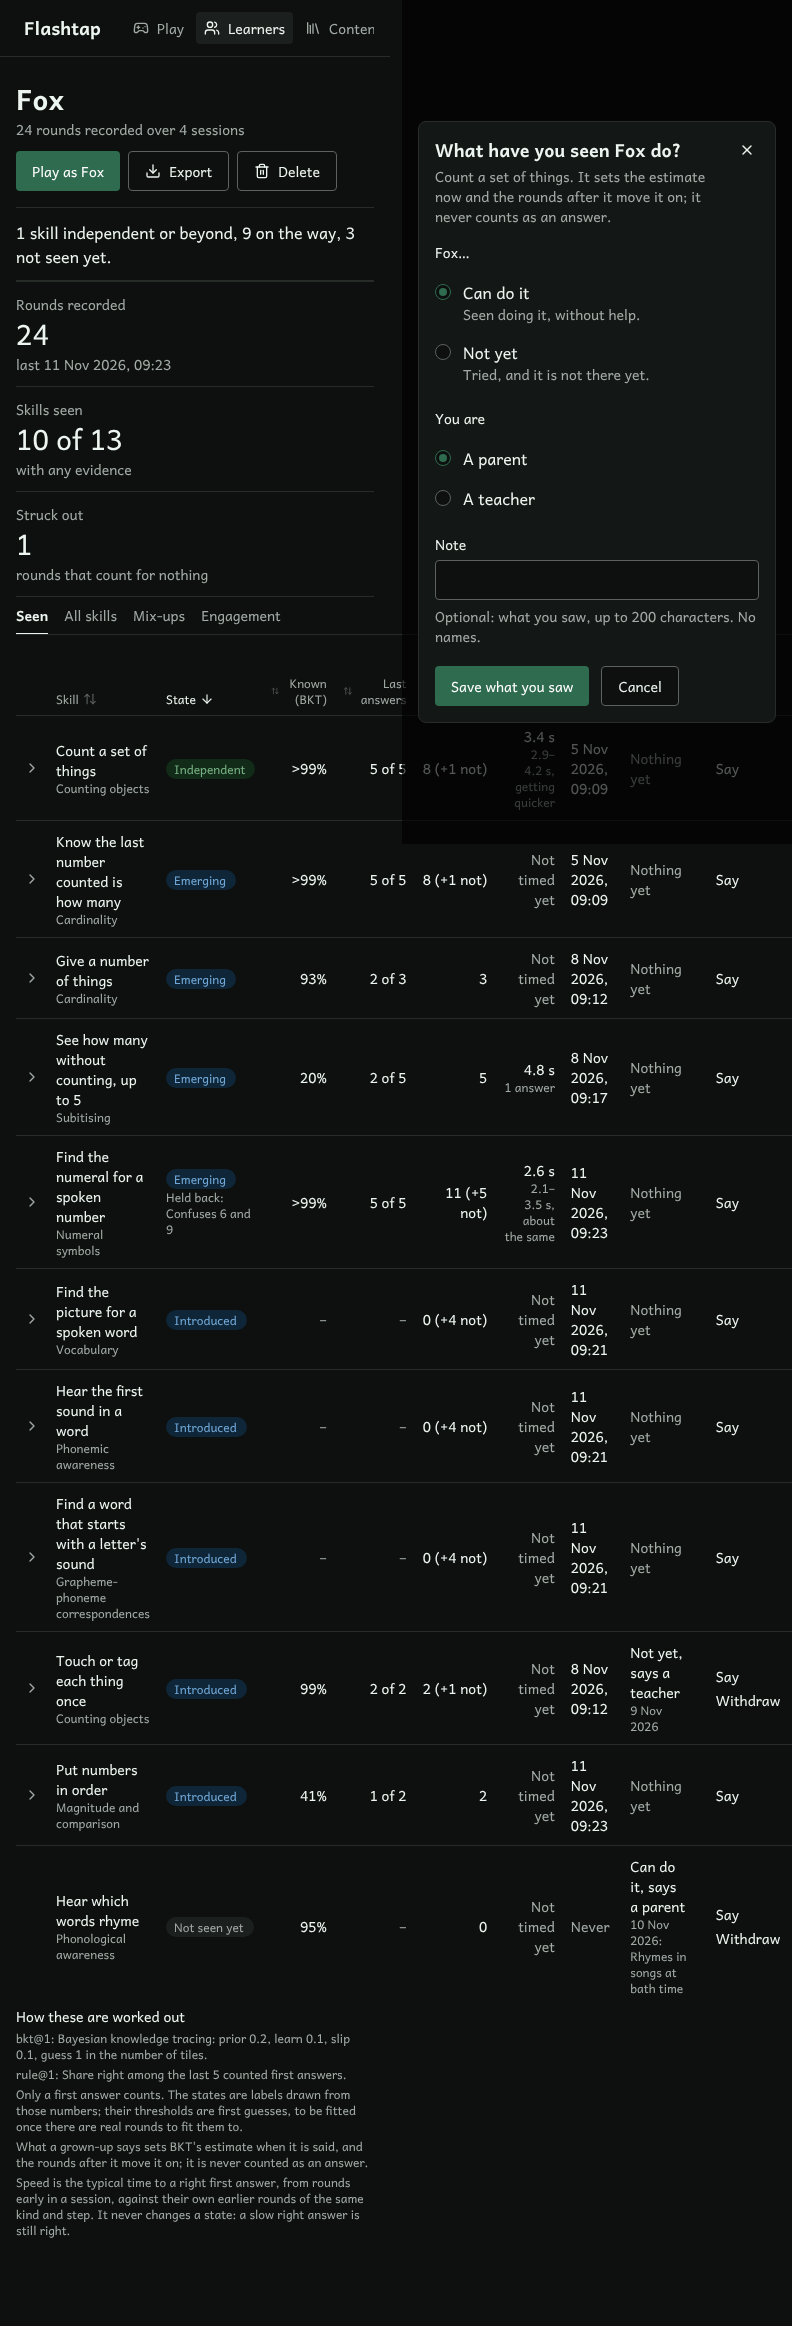 Flashtap
Play
Learners
Conten
Fox
24 rounds recorded over 4 sessions
Play as Fox
Export
Delete
1 skill independent or beyond, 9 on the way, 3
not seen yet.
Rounds recorded
24
last 11 Nov 2026, 09:23
Skills seen
10 of 13
with any evidence
Struck out
1
rounds that count for nothing
Seen
All skills
Mix-ups
Engagement
What have you seen Fox do?
Count a set of things. It sets the estimate
now and the rounds after it move it on; it
never counts as an answer.
Fox...
Can do it
Seen doing it, without help.
Not yet
Tried, and it is not there yet.
You are
A parent
A teacher
Note
Optional: what you saw, up to 200 characters. No
names.
Save what you saw
Cancel
Skill
State
Known
(BKT)
Last
answers
Count a set of
things
Counting objects
Independent
>99%
5 of 5
8 (+1 not)
3.4 s
2.9–
4.2 s,
getting
quicker
5 Nov
2026,
09:09
Nothing
yet
Say
Know the last
number
counted is
how many
Cardinality
Emerging
>99%
5 of 5
8 (+1 not)
Not
timed
yet
5 Nov
2026,
09:09
Nothing
yet
Say
Give a number
of things
Cardinality
Emerging
93%
2 of 3
3
Not
timed
yet
8 Nov
2026,
09:12
Nothing
yet
Say
See how many
without
counting, up
to 5
Subitising
Emerging
20%
2 of 5
5
4.8 s
1 answer
8 Nov
2026,
09:17
Nothing
yet
Say
Find the
numeral for a
spoken
number
Numeral
symbols
Emerging
Held back:
Confuses 6 and
9
>99%
5 of 5
11 (+5
not)
2.6 s
2.1–
3.5 s,
about
the same
11
Nov
2026,
09:23
Nothing
yet
Say
Find the
picture for a
spoken word
Vocabulary
Introduced
–
–
0 (+4 not)
Not
timed
yet
11
Nov
2026,
09:21
Nothing
yet
Say
Hear the first
sound in a
word
Phonemic
awareness
Introduced
–
–
0 (+4 not)
Not
timed
yet
11
Nov
2026,
09:21
Nothing
yet
Say
Find a word
that starts
with a letter's
sound
Grapheme-
phoneme
correspondences
Introduced
–
–
0 (+4 not)
Not
timed
yet
11
Nov
2026,
09:21
Nothing
yet
Say
Touch or tag
each thing
once
Counting objects
Introduced
99%
2 of 2
2 (+1 not)
Not
timed
yet
8 Nov
2026,
09:12
Not yet,
says a
teacher
9 Nov
2026
Say
Withdraw
Put numbers
in order
Magnitude and
comparison
Introduced
41%
1 of 2
2
Not
timed
yet
11
Nov
2026,
09:23
Nothing
yet
Say
Hear which
words rhyme
Phonological
awareness
Not seen yet
95%
–
0
Not
timed
yet
Never
Can do
it, says
a parent
10 Nov
2026:
Rhymes in
songs at
bath time
Say
Withdraw
How these are worked out
bkt@1: Bayesian knowledge tracing: prior 0.2, learn 0.1, slip
0.1, guess 1 in the number of tiles.
rule@1: Share right among the last 5 counted first answers.
Only a first answer counts. The states are labels drawn from
those numbers; their thresholds are first guesses, to be fitted
once there are real rounds to fit them to.
What a grown-up says sets BKT's estimate when it is said, and
the rounds after it move it on; it is never counted as an answer.
Speed is the typical time to a right first answer, from rounds
early in a session, against their own earlier rounds of the same
kind and step. It never changes a state: a slow right answer is
still right.